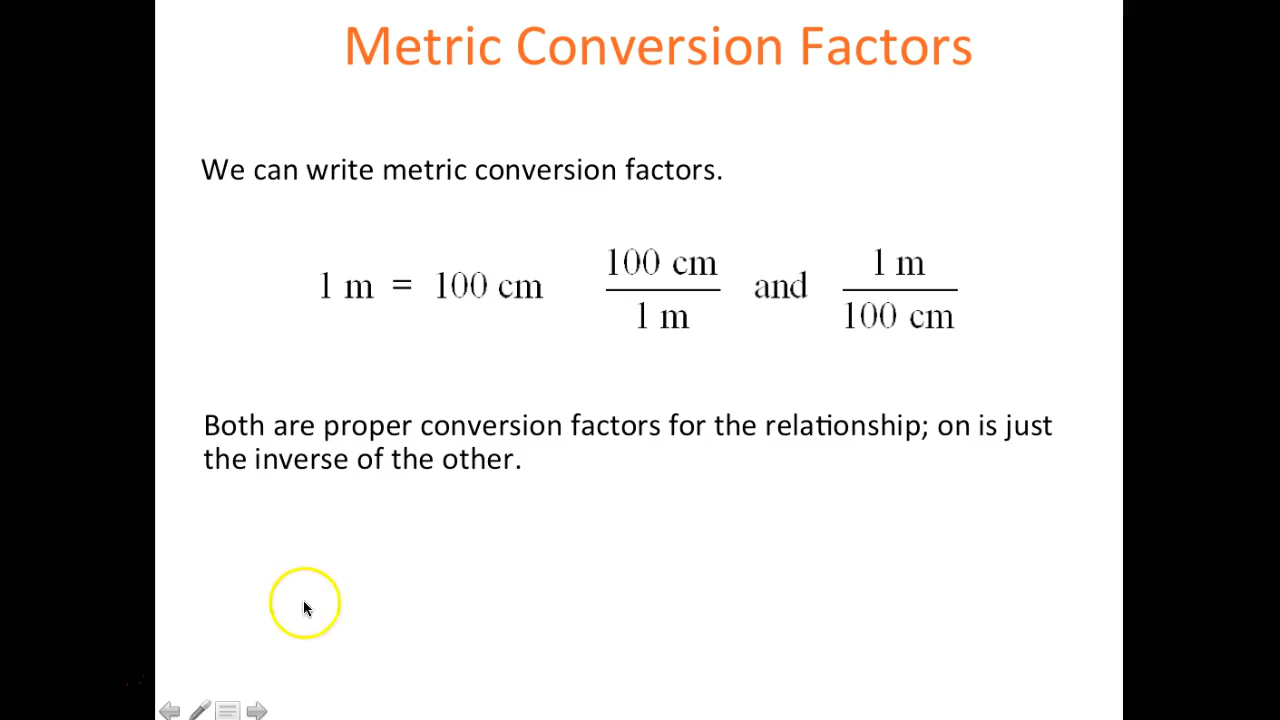 Metric Conversion Factors
We can write metric conversion factors.
1 m = 100 cm 100 cm / 1 m and 1 m / 100 cm
Both are proper conversion factors for the relationship; on is just
the inverse of the other.